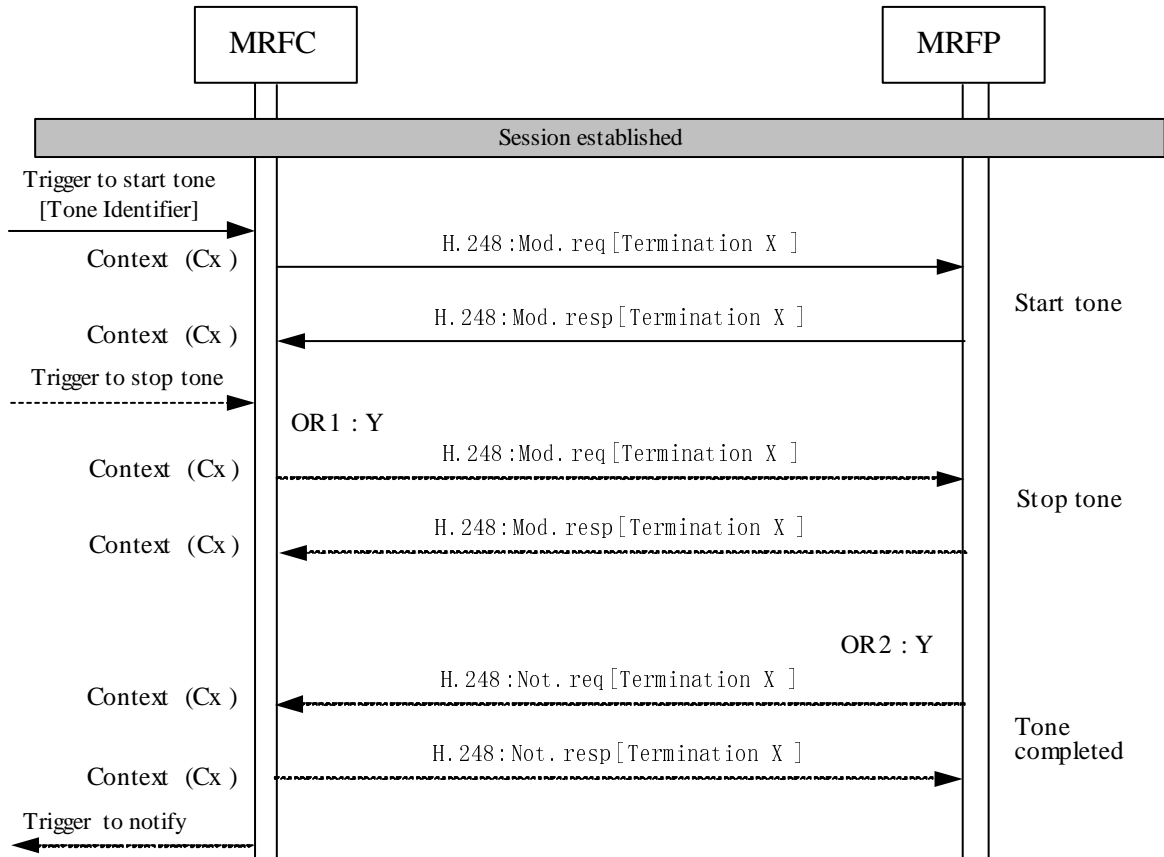 MRFC
MRFP
Session established
Trigger to start tone
[Tone Identifier]
H.248:Mod.req[Termination X ]
Context (Cx )
Start tone
H.248:Mod.resp[Termination X ]
Context (Cx )
Trigger to stop tone
OR1 : Y
H.248:Mod.req[Termination X ]
Context (Cx )
Stop tone
H.248:Mod.resp[Termination X ]
Context (Cx )
OR2 : Y
H.248:Not.req[Termination X ]
Context (Cx )
Tone
completed
H.248:Not.resp[Termination X ]
Context (Cx )
Trigger to notify